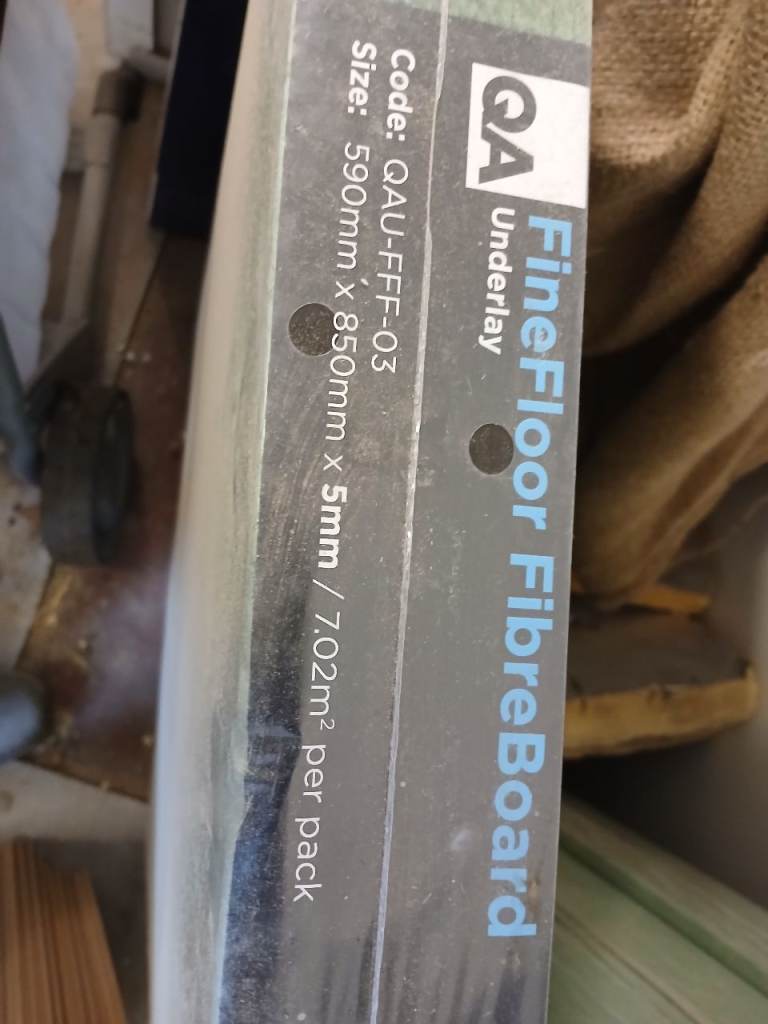 QA
FineFloor FibreBoard
Underlay
Code: QAU-FFF-03
Size: 590mm x 850mm x 5mm / 7.02m² per pack